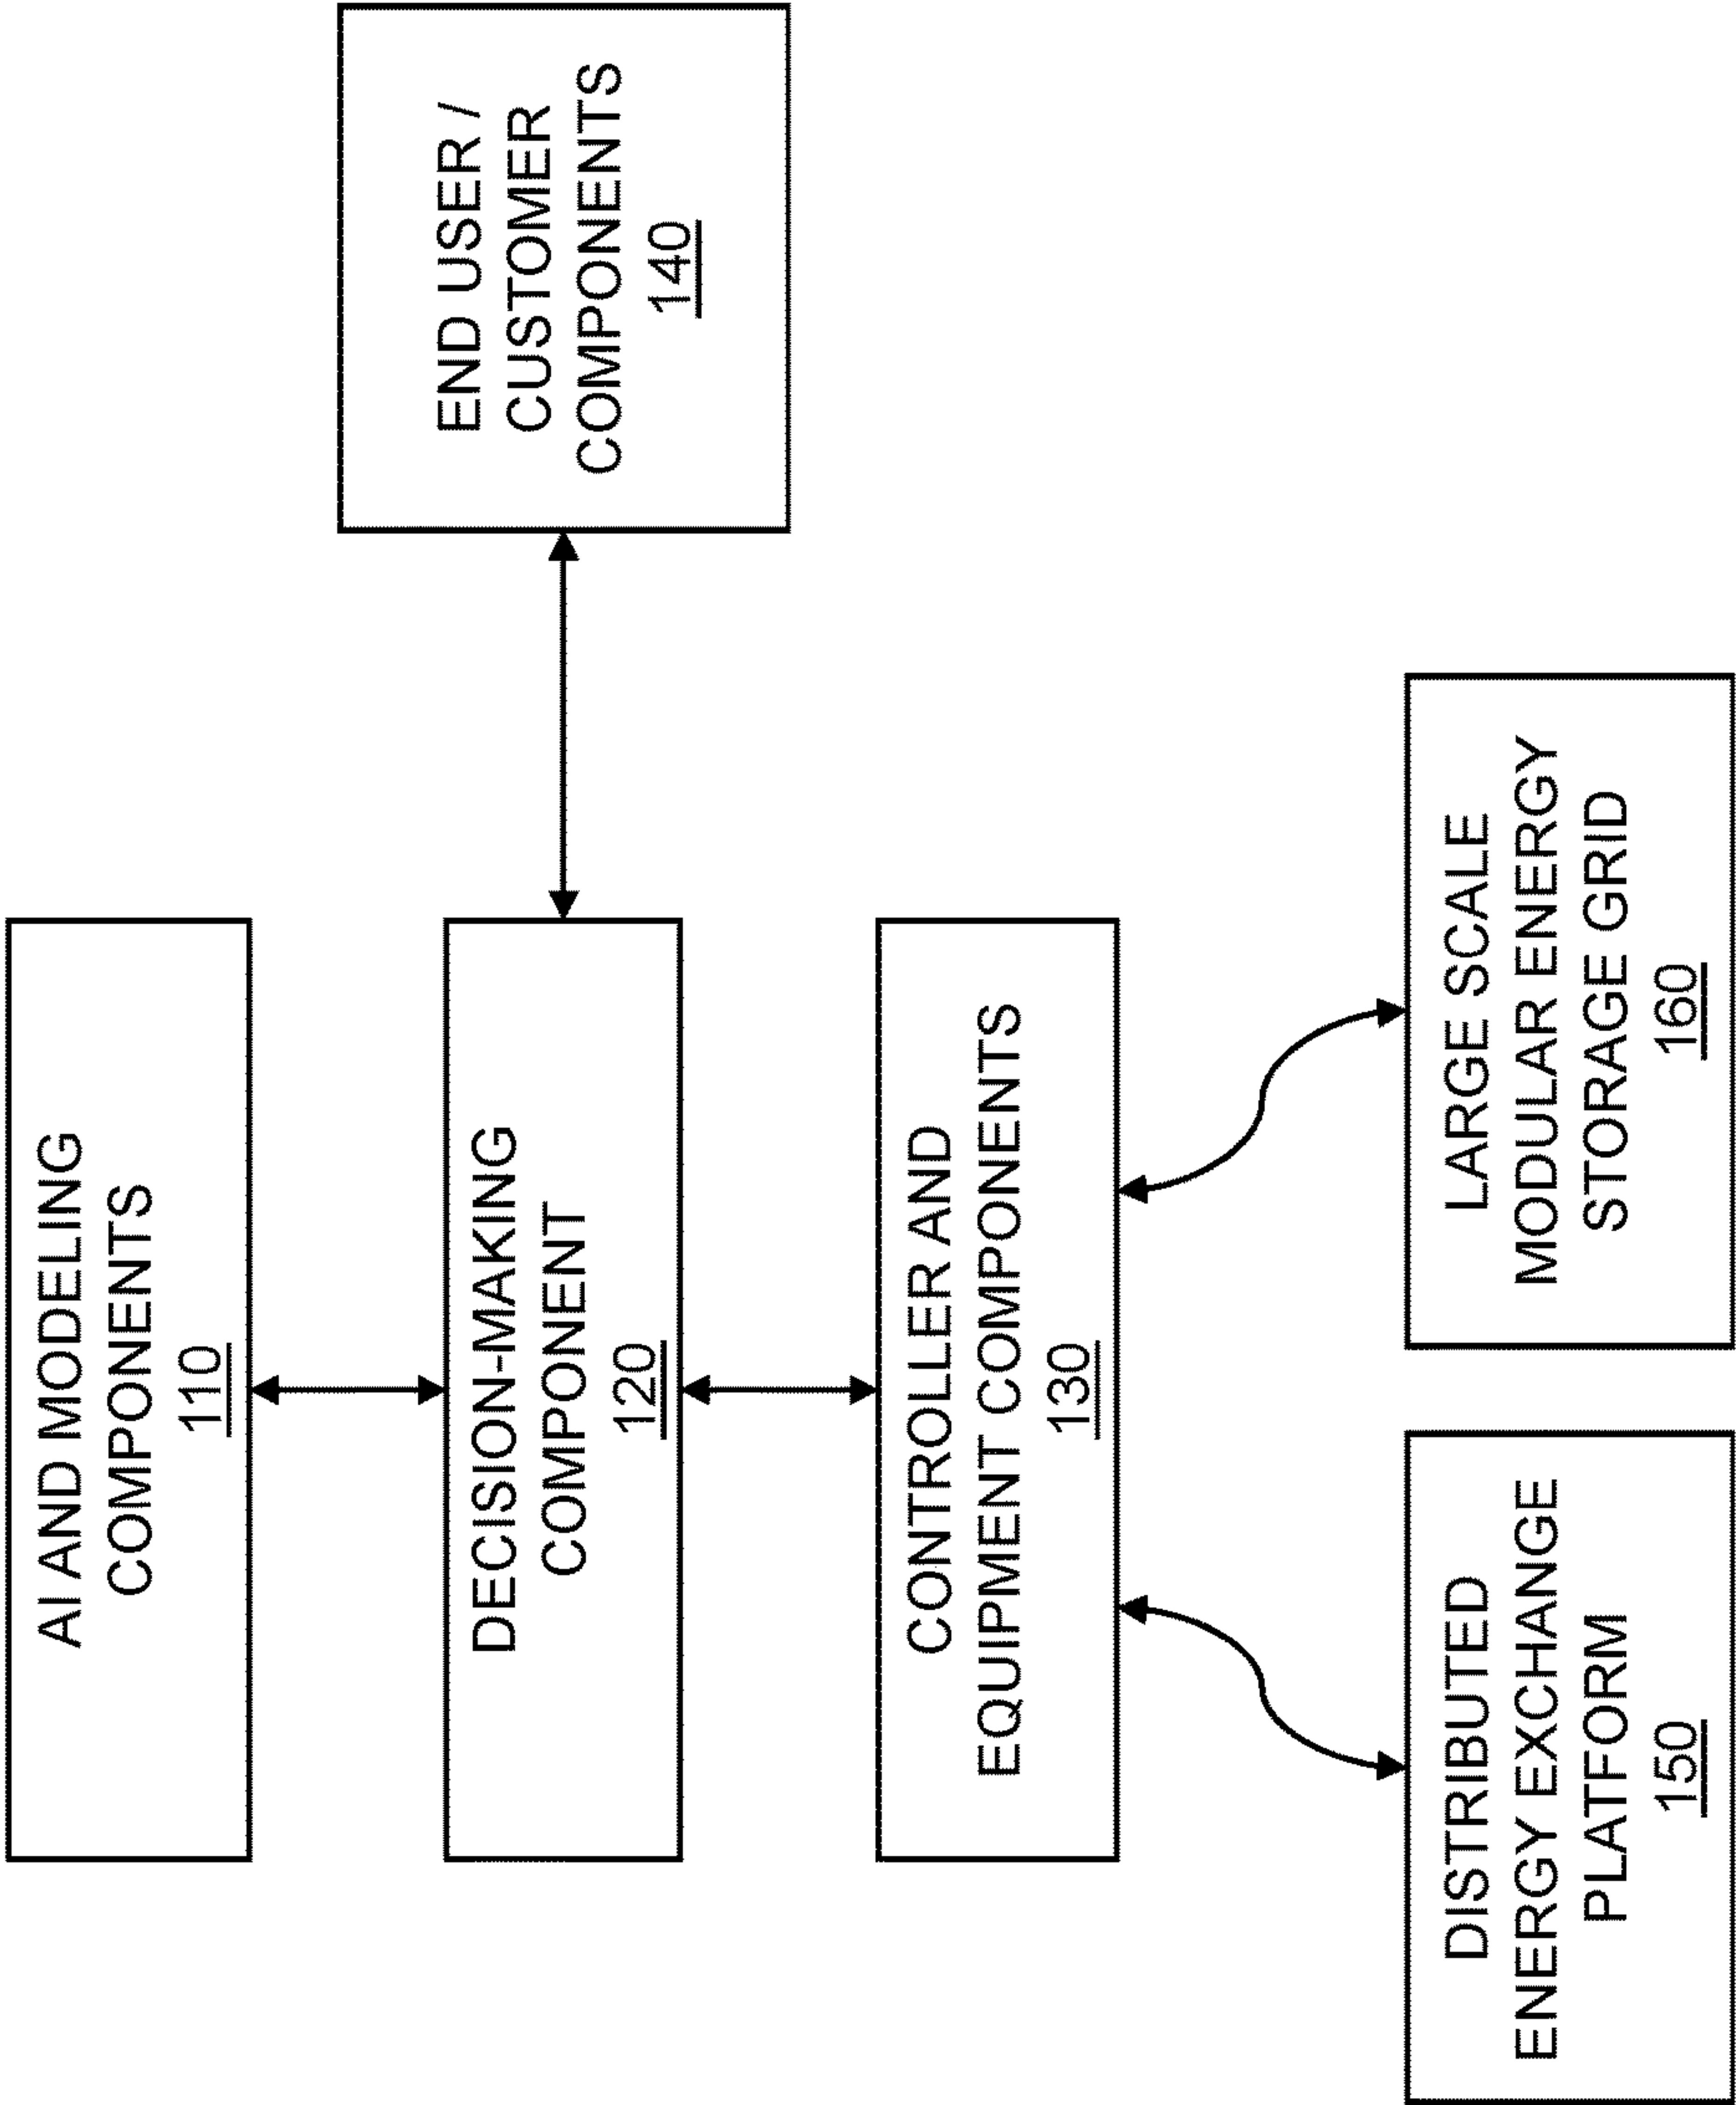 AI AND MODELING
COMPONENTS
110
DECISION-MAKING
COMPONENT
120
END USER /
CUSTOMER
COMPONENTS
140
CONTROLLER AND
EQUIPMENT COMPONENTS
130
DISTRIBUTED
ENERGY EXCHANGE
PLATFORM
150
LARGE SCALE
MODULAR ENERGY
STORAGE GRID
160